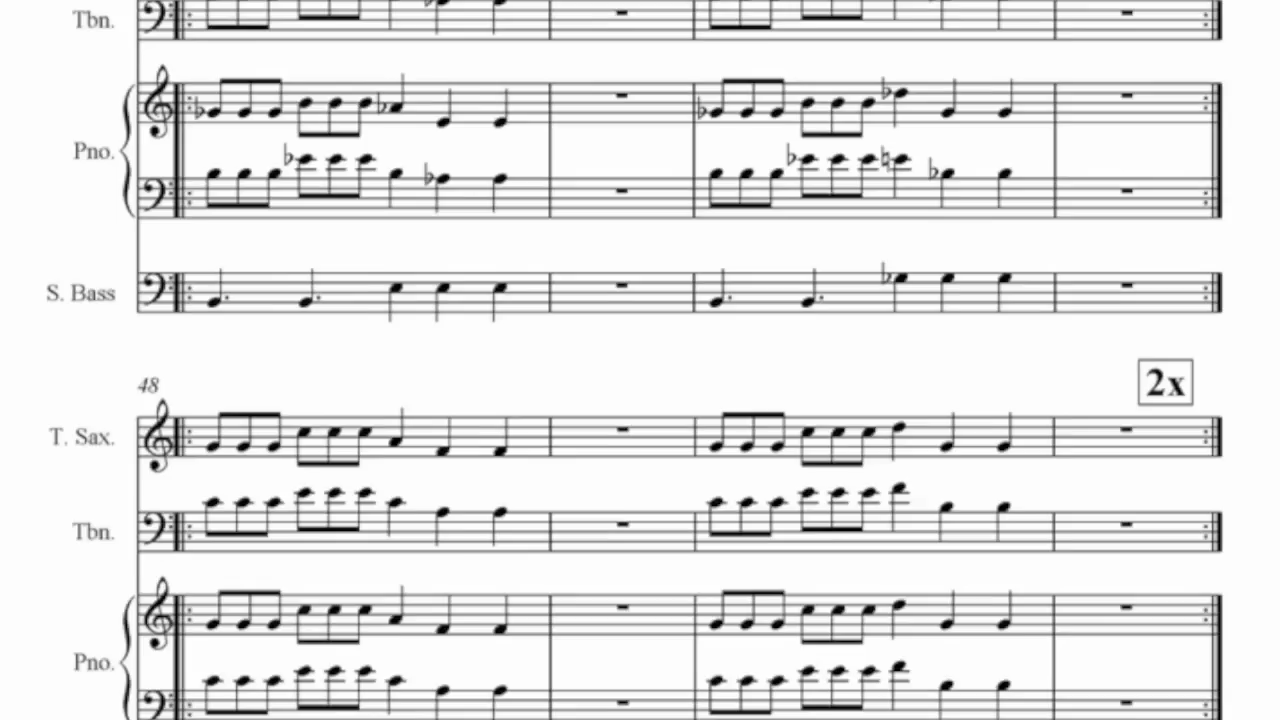 Tbn.
Pno.
S. Bass
48
2x
T. Sax.
Tbn.
Pno.